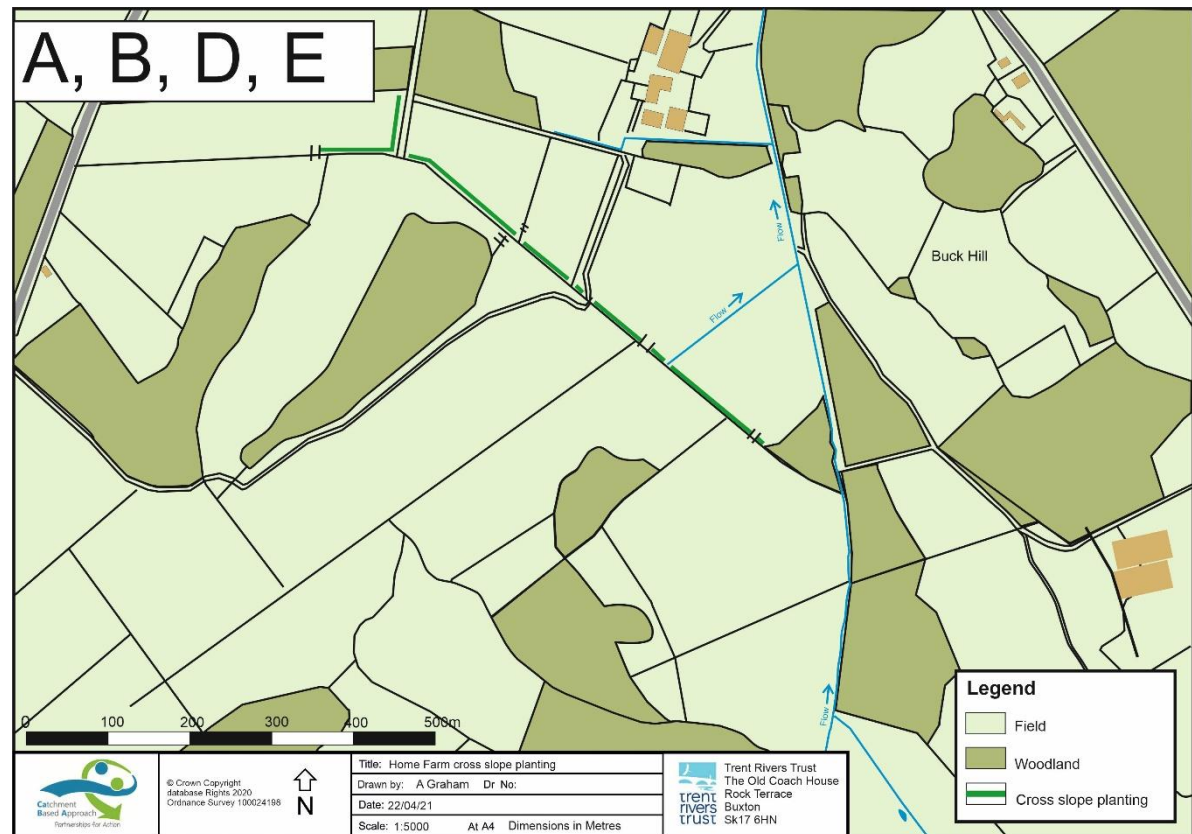 A, B, D, E
Flow
Buck Hill
Flow
Flow
0 100 200 300 400 500m
Legend
Field
Woodland
Cross slope planting
Catchment
Based Approach
Partnerships for Action
© Crown Copyright
database Rights 2020
Ordnance Survey 100024198
N
Title: Home Farm cross slope planting
Drawn by: A Graham Dr No:
Date: 22/04/21
Scale: 1:5000 At A4 Dimensions in Metres
trent
rivers
trust
Trent Rivers Trust
The Old Coach House
Rock Terrace
Buxton
Sk17 6HN